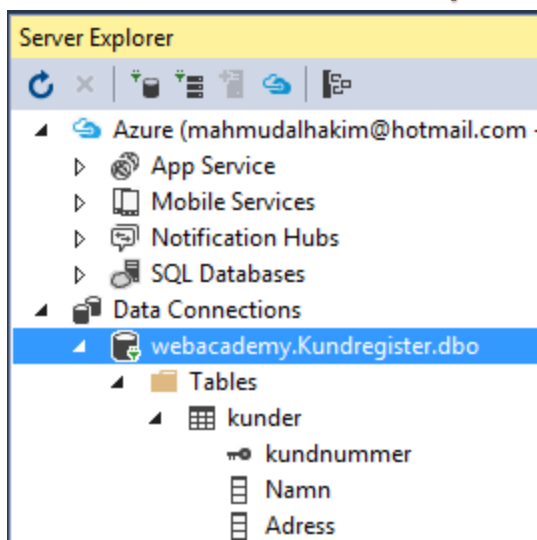 Server Explorer
Azure (mahmudalhakim@hotmail.com -
App Service
Mobile Services
Notification Hubs
SQL Databases
Data Connections
webacademy.Kundregister.dbo
Tables
kunder
kundnummer
Namn
Adress